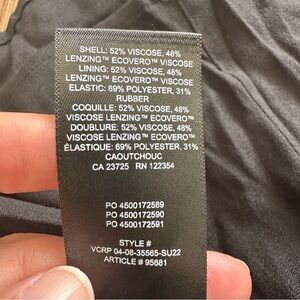 SHELL: 52% VISCOSE, 48%
LENZING™ ECOVERO™ VISCOSE
LINING: 52% VISCOSE, 48%
LENZING™ ECOVERO™ VISCOSE
ELASTIC: 69% POLYESTER, 31%
RUBBER
COQUILLE: 52% VISCOSE, 48%
VISCOSE LENZING™ ECOVERO™
DOUBLURE: 52% VISCOSE, 48%
VISCOSE LENZING™ ECOVERO™
ÉLASTIQUE: 69% POLYESTER, 31%
CAOUTCHOUC
CA 23725 RN 122354
PO 4500172589
PO 4500172590
PO 4500172591
STYLE #
VCRP 04-08-35565-SU22
ARTICLE # 95681